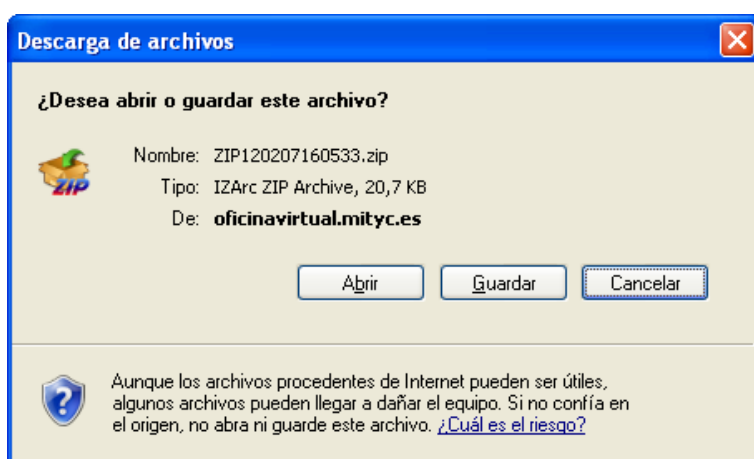 Descarga de archivos
¿Desea abrir o guardar este archivo?
ZIP
Nombre: ZIP120207160533.zip
Tipo: IZArc ZIP Archive, 20,7 KB
De: oficinavirtual.mityc.es
Abrir Guardar Cancelar
Aunque los archivos procedentes de Internet pueden ser útiles,
algunos archivos pueden llegar a dañar el equipo. Si no confía en
el origen, no abra ni guarde este archivo. ¿Cuál es el riesgo?